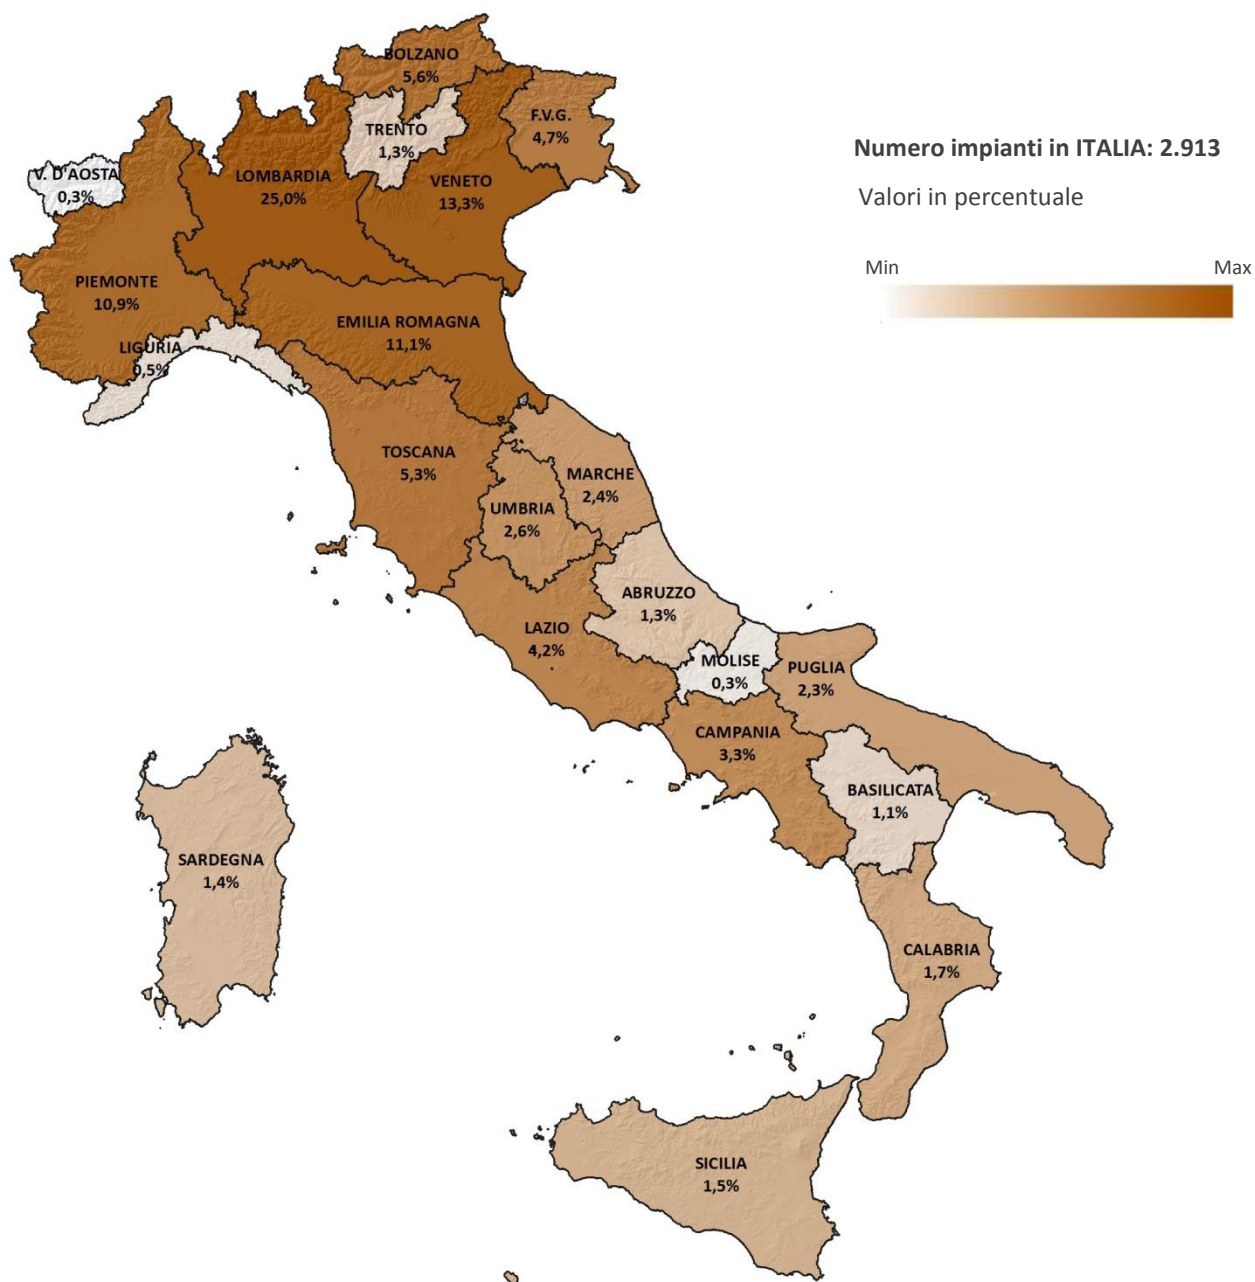 BOLZANO
5,6%
TRENTO
1,3%
F.V.G.
4,7%
Numero impianti in ITALIA: 2.913
Valori in percentuale
Min
Max
V. D'AOSTA
0,3%
LOMBARDIA
25,0%
VENETO
13,3%
PIEMONTE
10,9%
EMILIA ROMAGNA
11,1%
LIGURIA
0,5%
TOSCANA
5,3%
MARCHE
2,4%
UMBRIA
2,6%
ABRUZZO
1,3%
LAZIO
4,2%
MOLISE
0,3%
PUGLIA
2,3%
CAMPANIA
3,3%
BASILICATA
1,1%
SARDEGNA
1,4%
CALABRIA
1,7%
SICILIA
1,5%